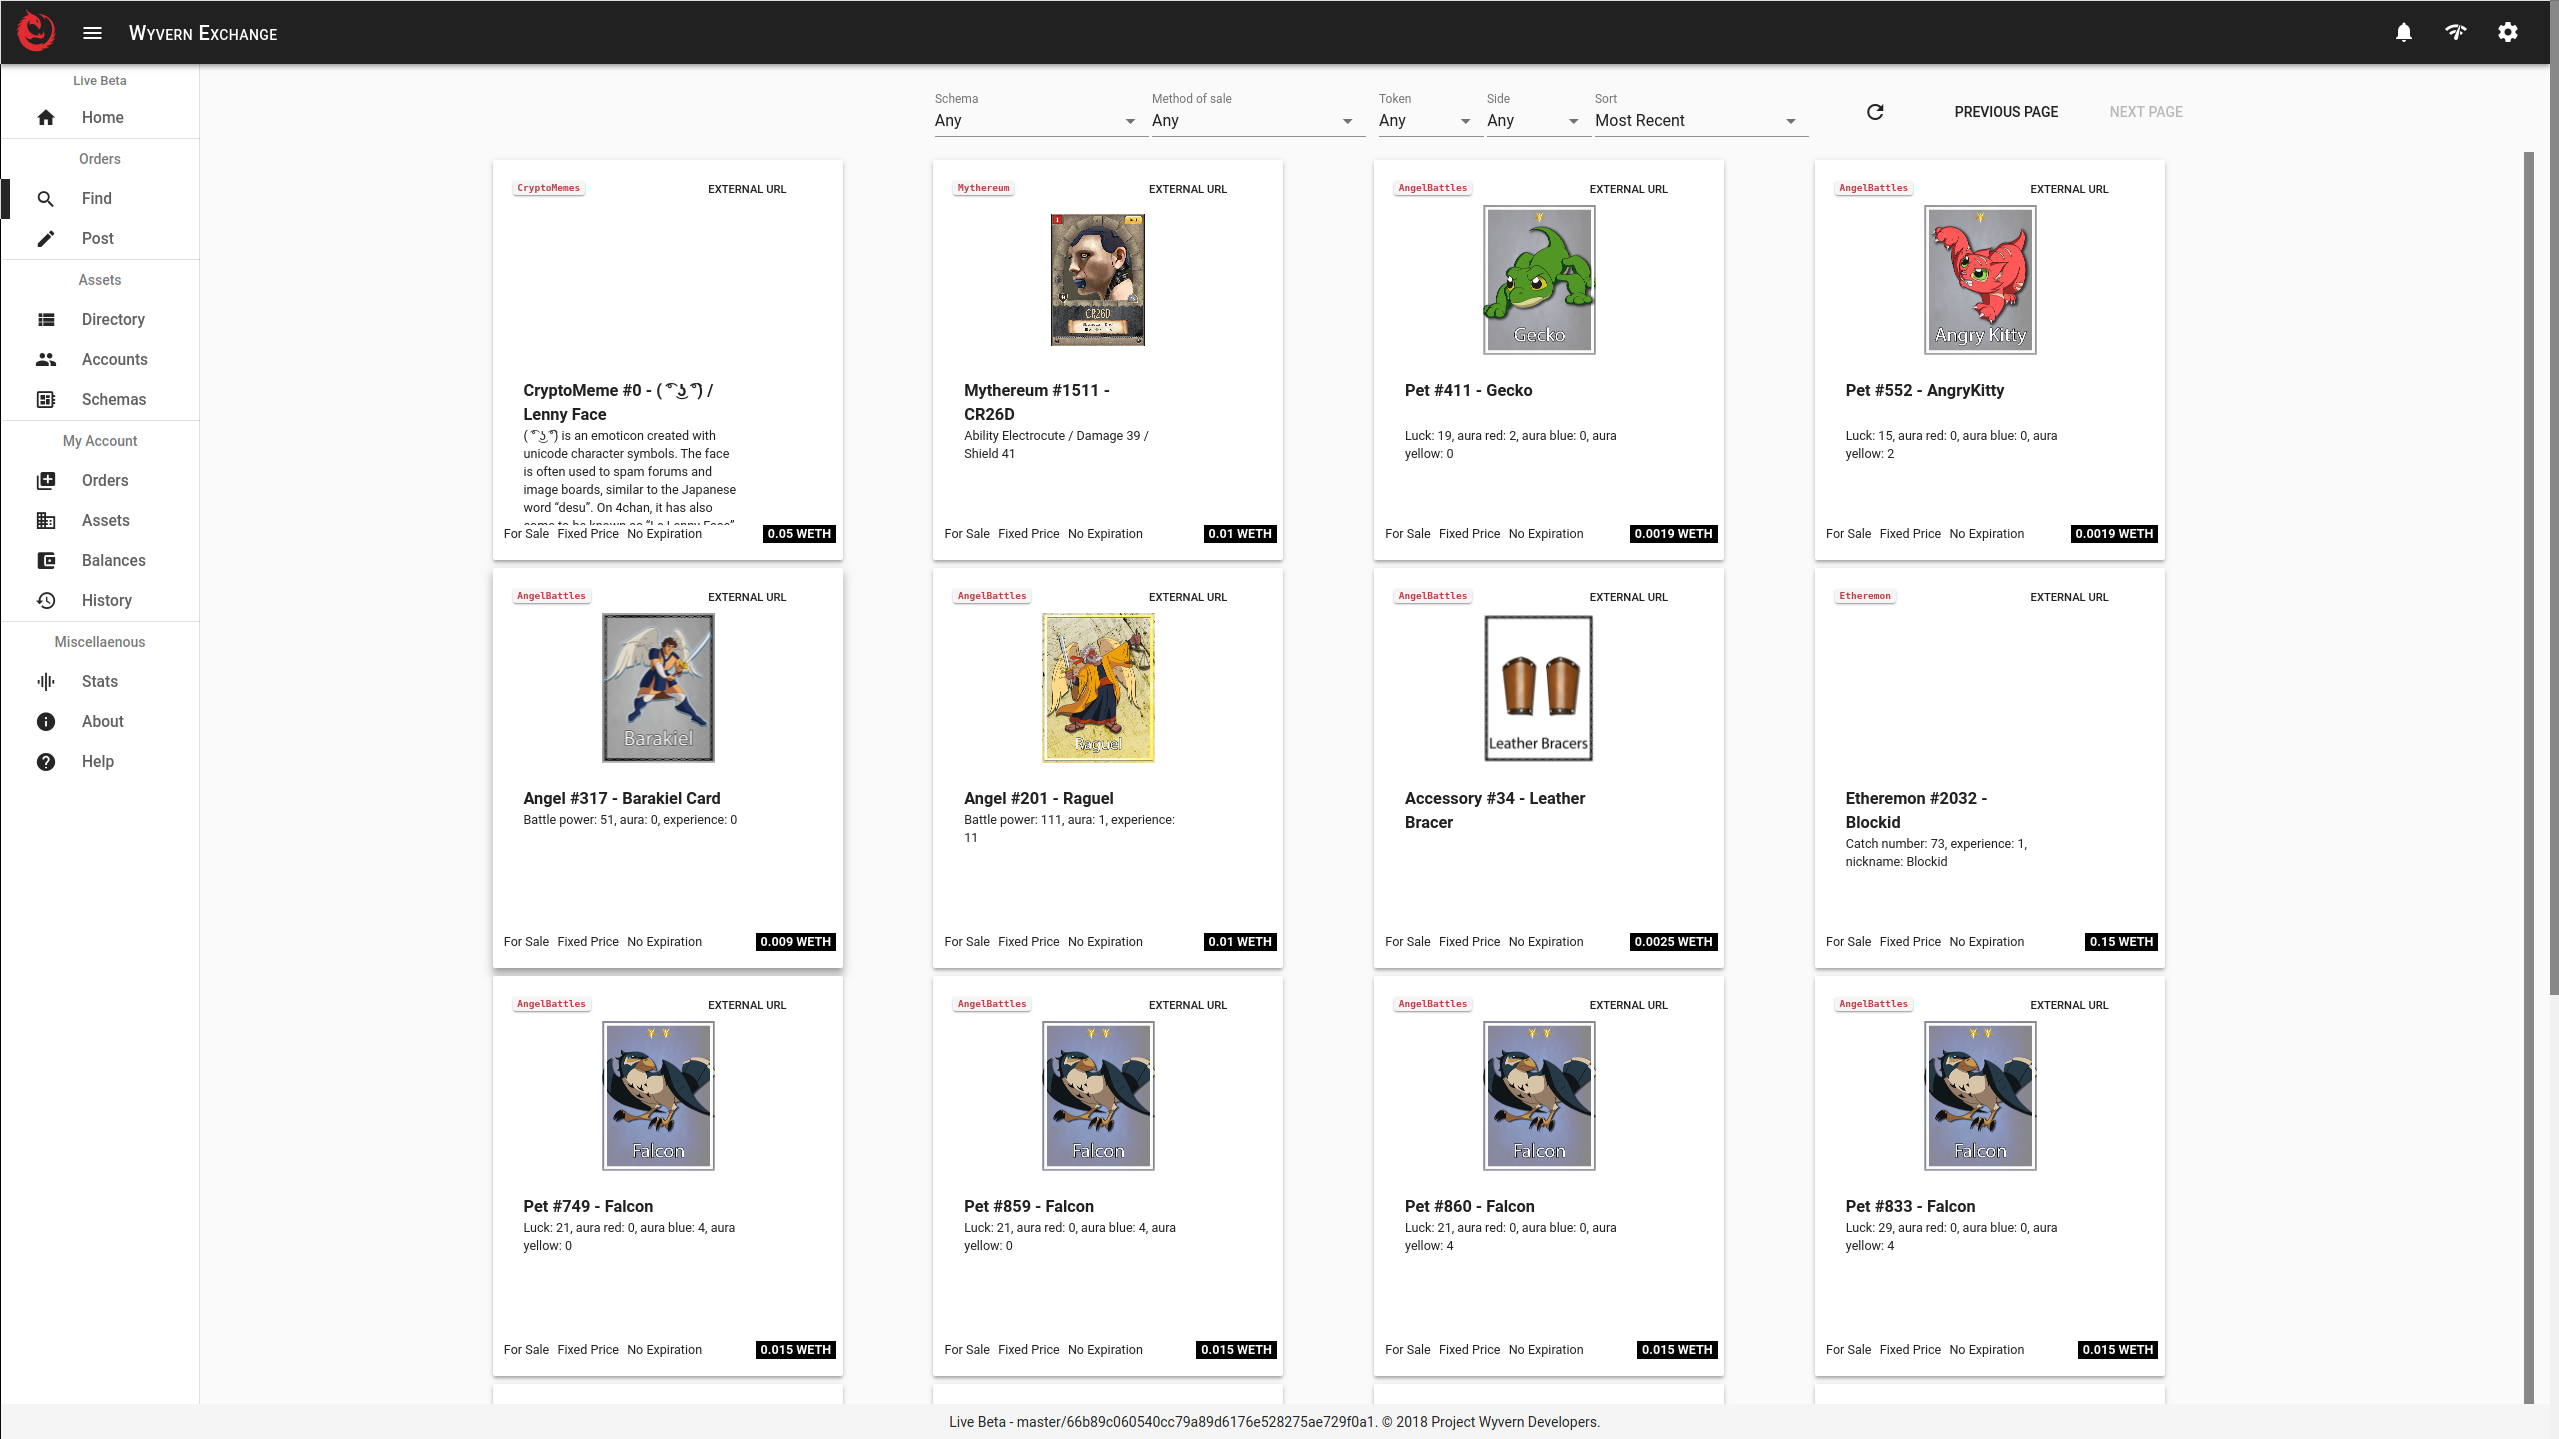 Wyvern Exchange
Live Beta
Home
Orders
Find
Post
Assets
Directory
Accounts
Schemas
My Account
Orders
Assets
Balances
History
Miscellaenous
Stats
About
Help
Schema
Any
Method of sale
Any
Token
Any
Side
Any
Sort
Most Recent
PREVIOUS PAGE
NEXT PAGE
CryptoMemes
EXTERNAL URL
CryptoMeme #0 - ( ͡° ͜ʖ ͡°) /
Lenny Face
( ͡° ͜ʖ ͡°) is an emoticon created with
unicode character symbols. The face
is often used to spam forums and
image boards, similar to the Japanese
word “desu”. On 4chan, it has also
come to be known as “Le Lenny Face”
For Sale Fixed Price No Expiration
0.05 WETH
Mythereum
EXTERNAL URL
CR26D
Mythereum #1511 -
CR26D
Ability Electrocute / Damage 39 /
Shield 41
For Sale Fixed Price No Expiration
0.01 WETH
AngelBattles
EXTERNAL URL
Gecko
Pet #411 - Gecko
Luck: 19, aura red: 2, aura blue: 0, aura
yellow: 0
For Sale Fixed Price No Expiration
0.0019 WETH
AngelBattles
EXTERNAL URL
Angry Kitty
Pet #552 - AngryKitty
Luck: 15, aura red: 0, aura blue: 0, aura
yellow: 2
For Sale Fixed Price No Expiration
0.0019 WETH
AngelBattles
EXTERNAL URL
Barakiel
Angel #317 - Barakiel Card
Battle power: 51, aura: 0, experience: 0
For Sale Fixed Price No Expiration
0.009 WETH
AngelBattles
EXTERNAL URL
Raguel
Angel #201 - Raguel
Battle power: 111, aura: 1, experience:
11
For Sale Fixed Price No Expiration
0.01 WETH
AngelBattles
EXTERNAL URL
Leather Bracers
Accessory #34 - Leather
Bracer
For Sale Fixed Price No Expiration
0.0025 WETH
Etheremon
EXTERNAL URL
Etheremon #2032 -
Blockid
Catch number: 73, experience: 1,
nickname: Blockid
For Sale Fixed Price No Expiration
0.15 WETH
AngelBattles
EXTERNAL URL
Falcon
Pet #749 - Falcon
Luck: 21, aura red: 0, aura blue: 4, aura
yellow: 0
For Sale Fixed Price No Expiration
0.015 WETH
AngelBattles
EXTERNAL URL
Falcon
Pet #859 - Falcon
Luck: 21, aura red: 0, aura blue: 4, aura
yellow: 0
For Sale Fixed Price No Expiration
0.015 WETH
AngelBattles
EXTERNAL URL
Falcon
Pet #860 - Falcon
Luck: 21, aura red: 0, aura blue: 0, aura
yellow: 4
For Sale Fixed Price No Expiration
0.015 WETH
AngelBattles
EXTERNAL URL
Falcon
Pet #833 - Falcon
Luck: 29, aura red: 0, aura blue: 0, aura
yellow: 4
For Sale Fixed Price No Expiration
0.015 WETH
Live Beta - master/66b89c060540cc79a89d6176e528275ae729f0a1. © 2018 Project Wyvern Developers.